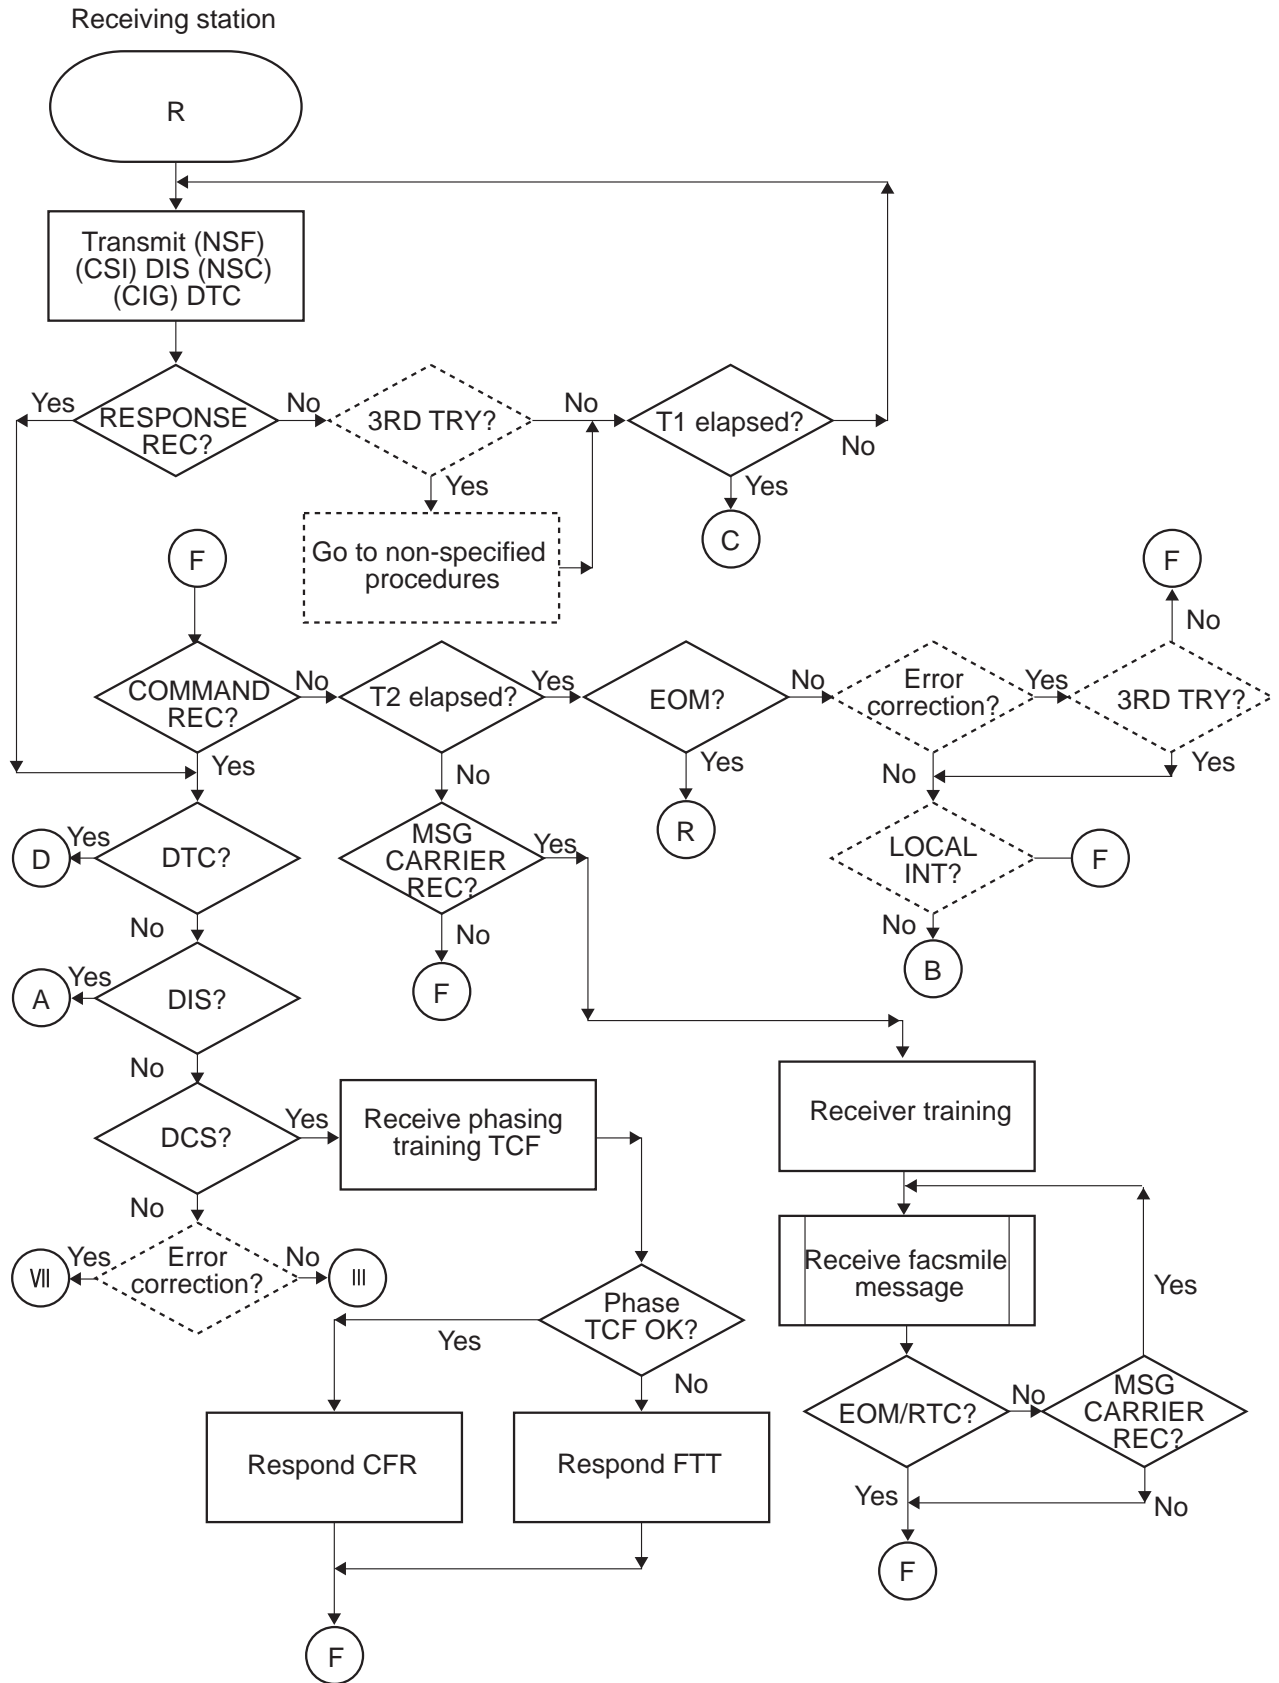 Receiving station
R
Transmit (NSF)
(CSI) DIS (NSC)
(CIG) DTC
Yes
RESPONSE
REC?
No
3RD TRY?
No
T1 elapsed?
No
Yes
Yes
Go to non-specified
procedures
C
F
F
No
COMMAND
REC?
No
T2 elapsed?
Yes
EOM?
No
Error
correction?
Yes
3RD TRY?
Yes
No
Yes
No
Yes
D
Yes
DTC?
MSG
CARRIER
REC?
Yes
R
LOCAL
INT?
F
No
No
No
A
Yes
DIS?
F
B
No
DCS?
Yes
Receive phasing
training TCF
Receiver training
No
VII
Yes
Error
correction?
No
III
Receive facsmile
message
Yes
Phase
TCF OK?
Yes
No
EOM/RTC?
No
MSG
CARRIER
REC?
Respond CFR
Respond FTT
Yes
No
F
F